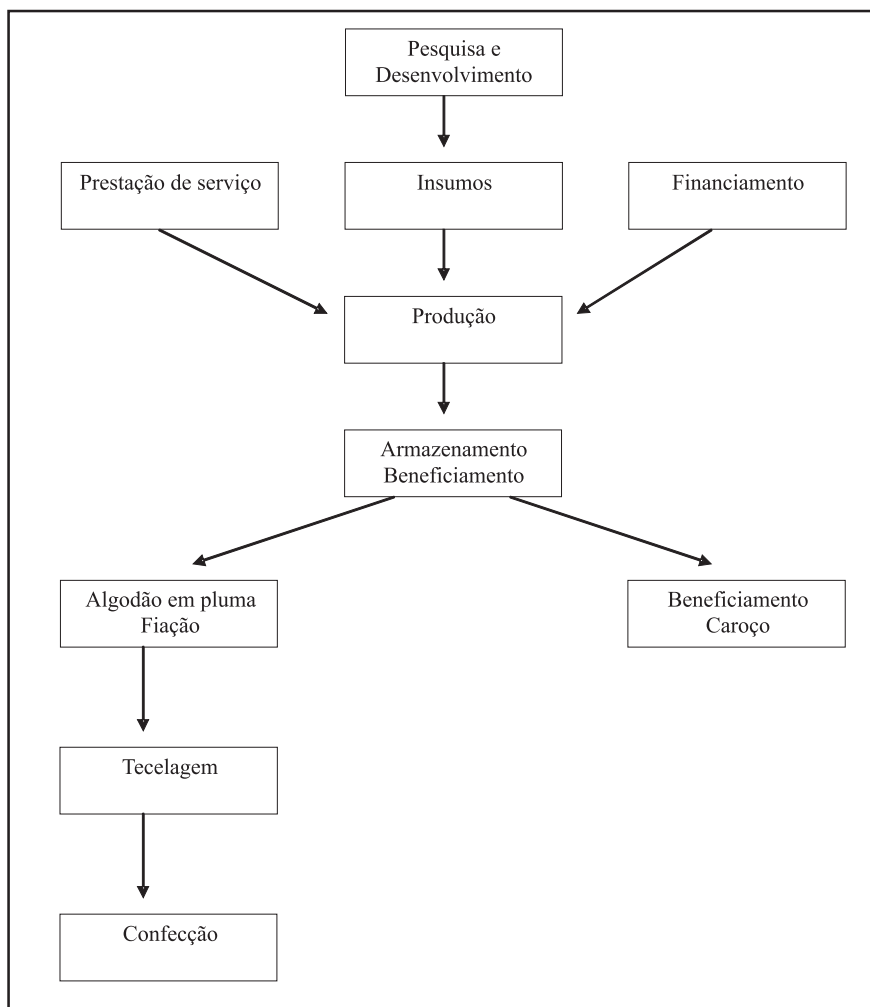 Pesquisa e
Desenvolvimento
Prestação de serviço
Insumos
Financiamento
Produção
Armazenamento
Beneficiamento
Algodão em pluma
Fiação
Beneficiamento
Caroço
Tecelagem
Confecção